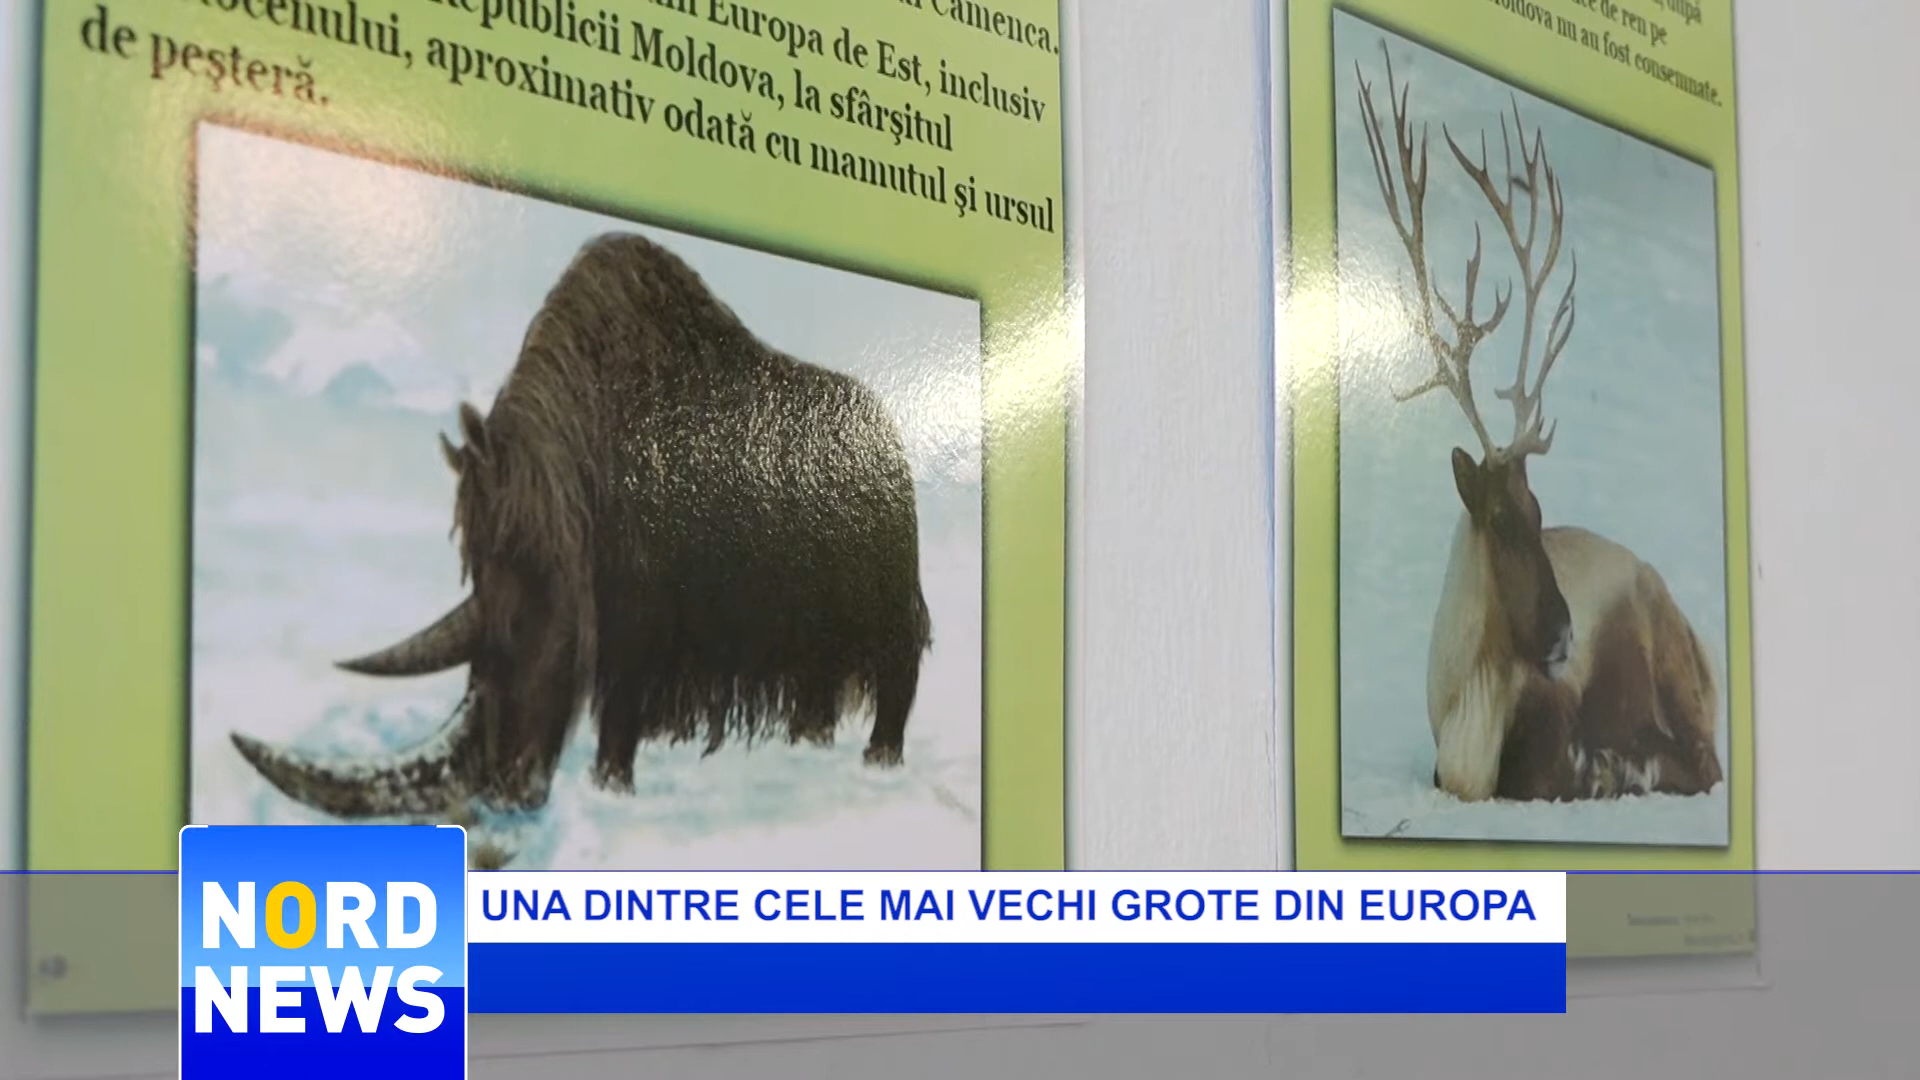 Camenca.
Europa de Est, inclusiv
Republicii Moldova, la sfârşitul
aproximativ odată cu mamutul şi ursul
de peşteră.
de ren pe
Moldova nu au fost consemnate.
NORD
NEWS
UNA DINTRE CELE MAI VECHI GROTE DIN EUROPA